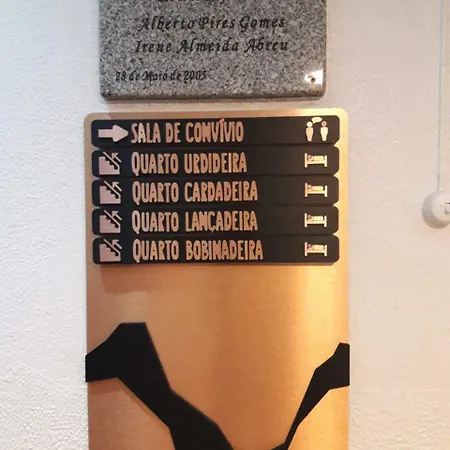 Alberto Pires Gomes
Irene Almeida Abreu
28 de Maio de 2005
SALA DE CONVÍVIO
QUARTO URDIDEIRA
QUARTO CARDADEIRA
QUARTO LANÇADEIRA
QUARTO BOBINADEIRA